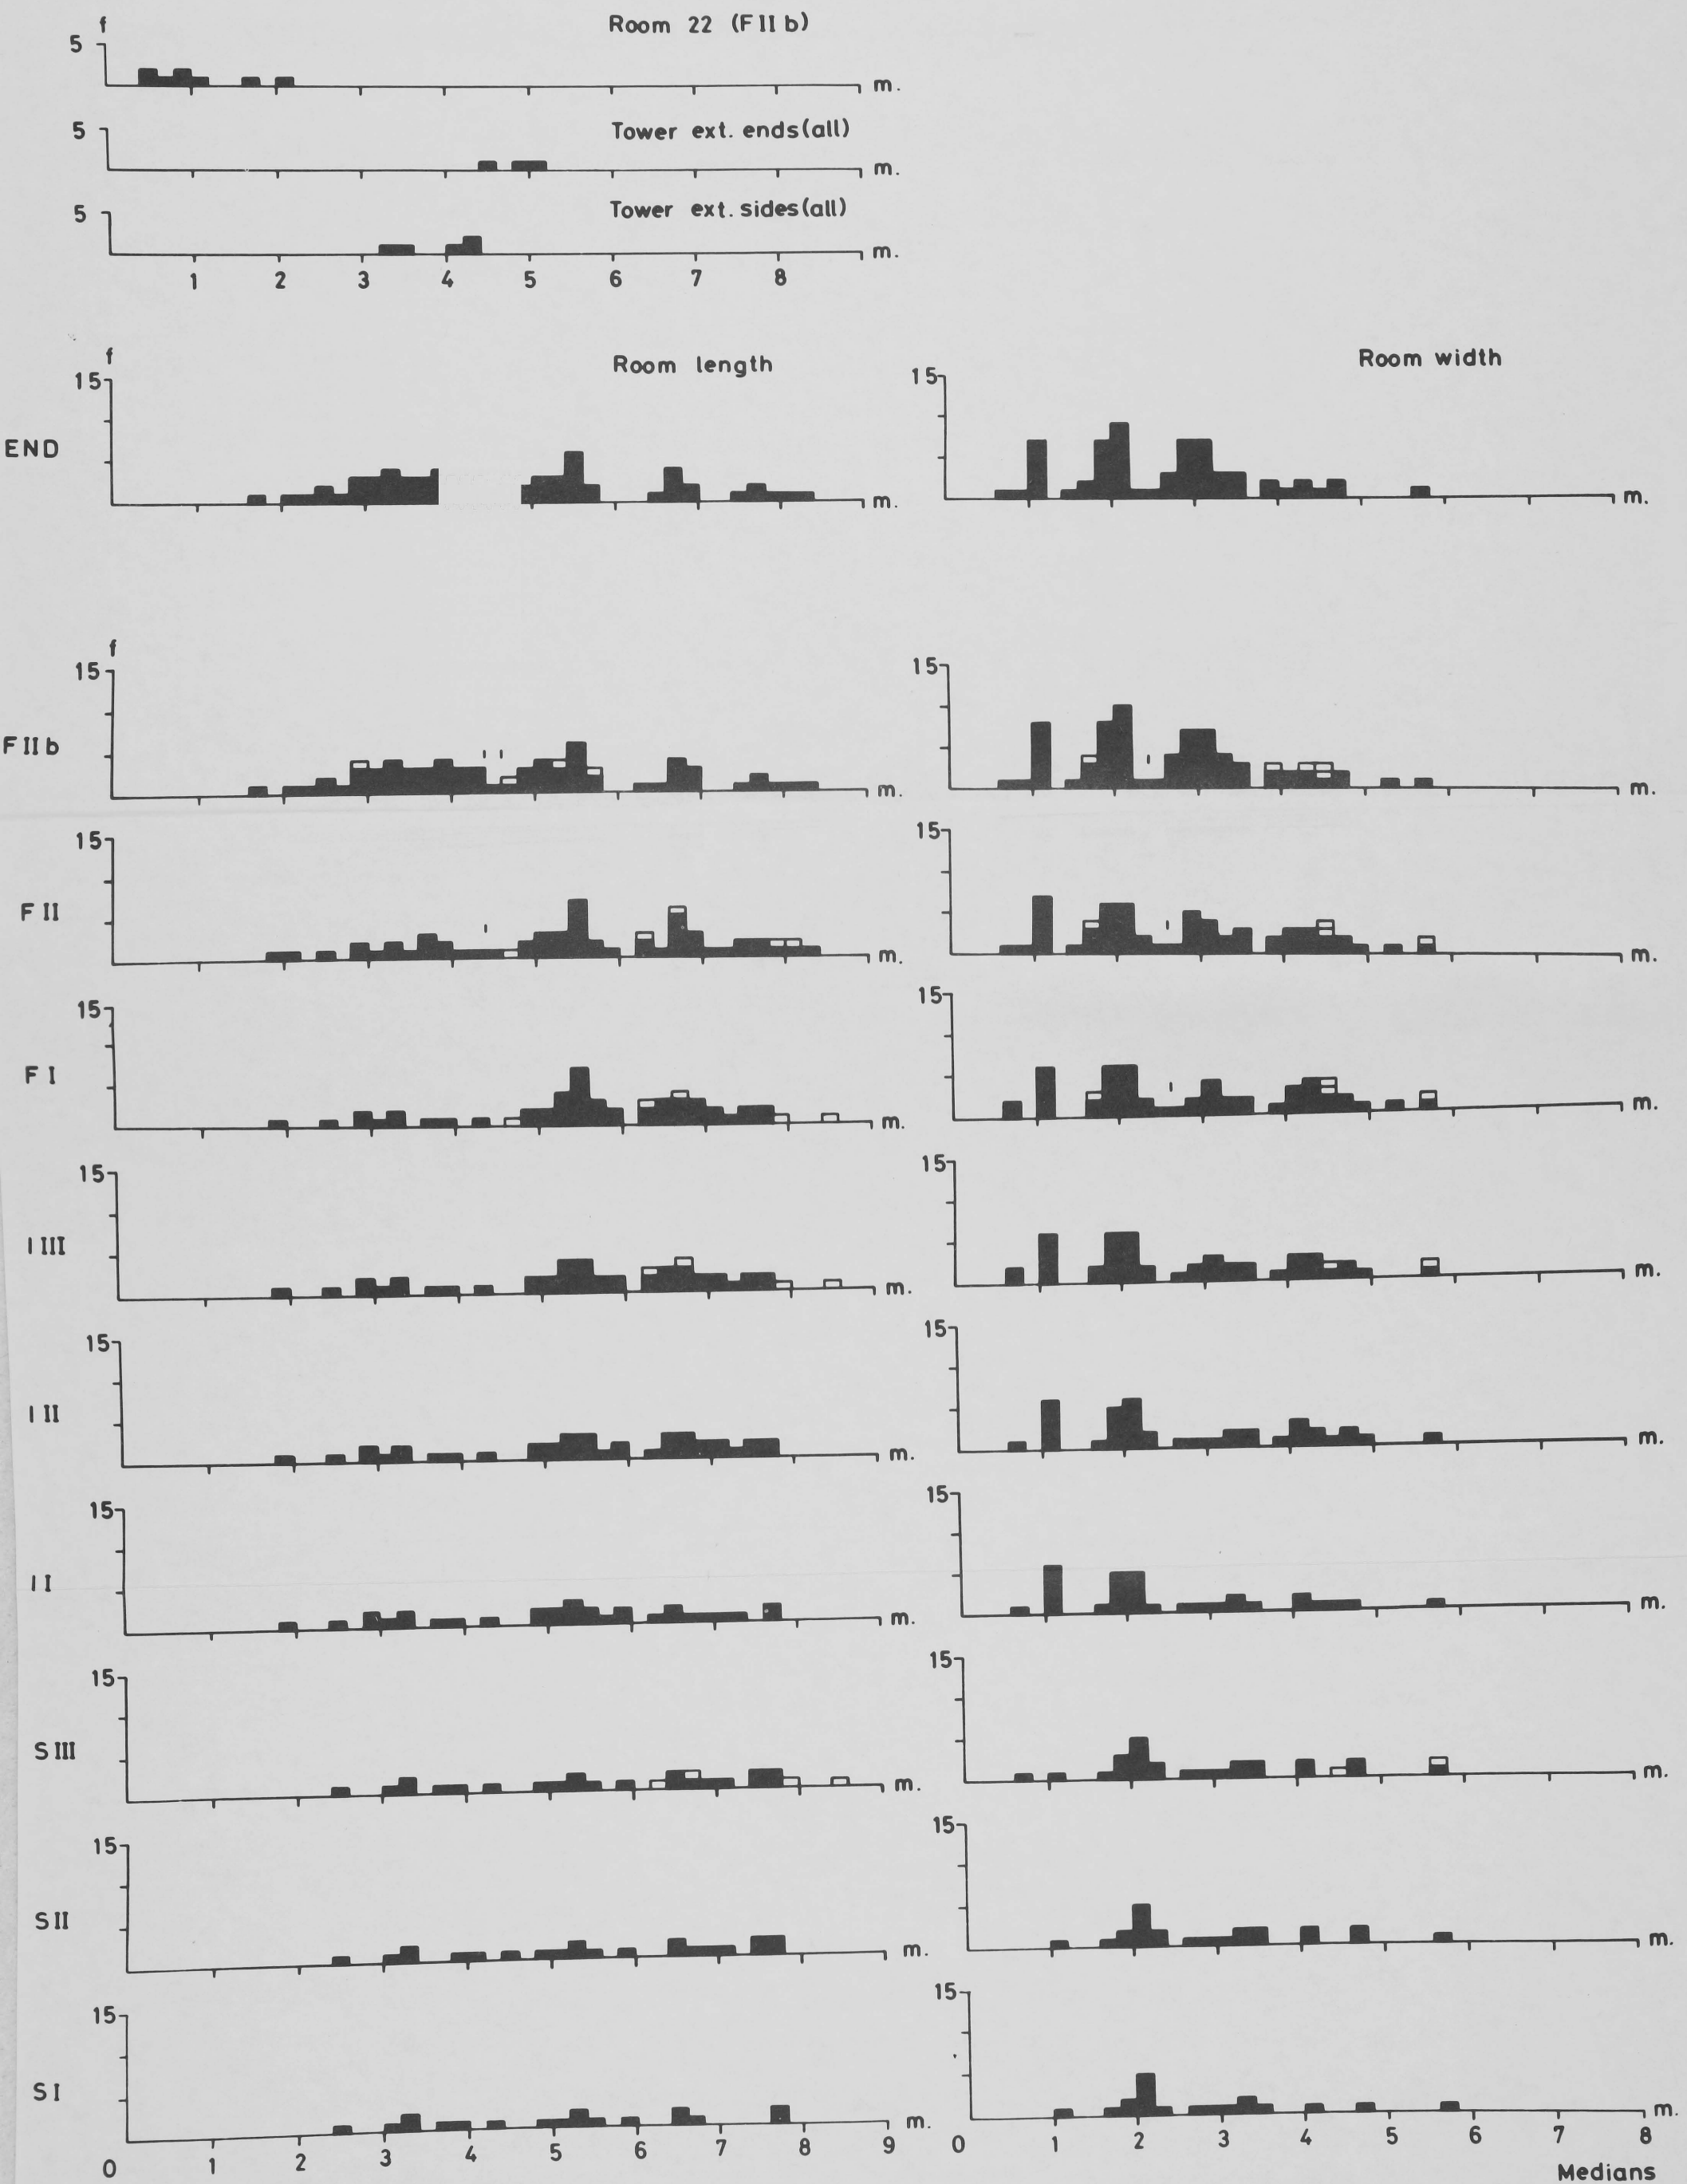 f
Room 22 (F II b)
5
m.
5
Tower ext. ends (all)
m.
5
Tower ext. sides (all)
m.
1 2 3 4 5 6 7 8
f
Room length
Room width
15
15
END
m.
m.
f
15
15
F II b
m.
m.
15
15
F II
m.
m.
15
15
F I
m.
m.
15
15
I III
m.
m.
15
15
I II
m.
m.
15
15
I I
m.
m.
15
15
S III
m.
m.
15
15
S II
m.
m.
15
15
S I
m.
m.
0 1 2 3 4 5 6 7 8 9
0 1 2 3 4 5 6 7 8
Medians